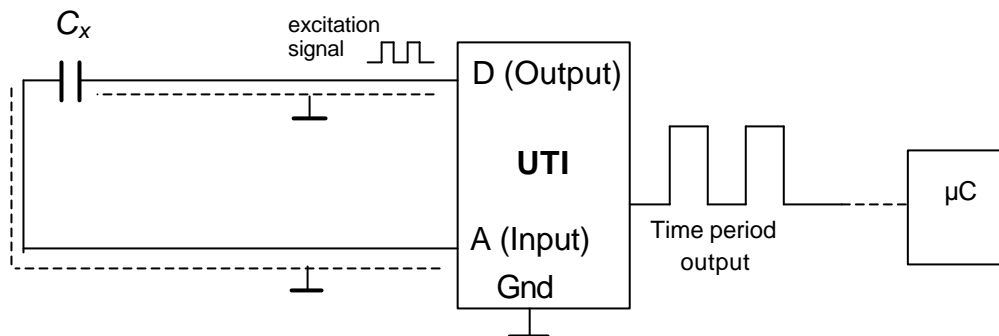 Cx
excitation
signal
D (Output)
UTI
µC
A (Input)
Time period
output
Gnd